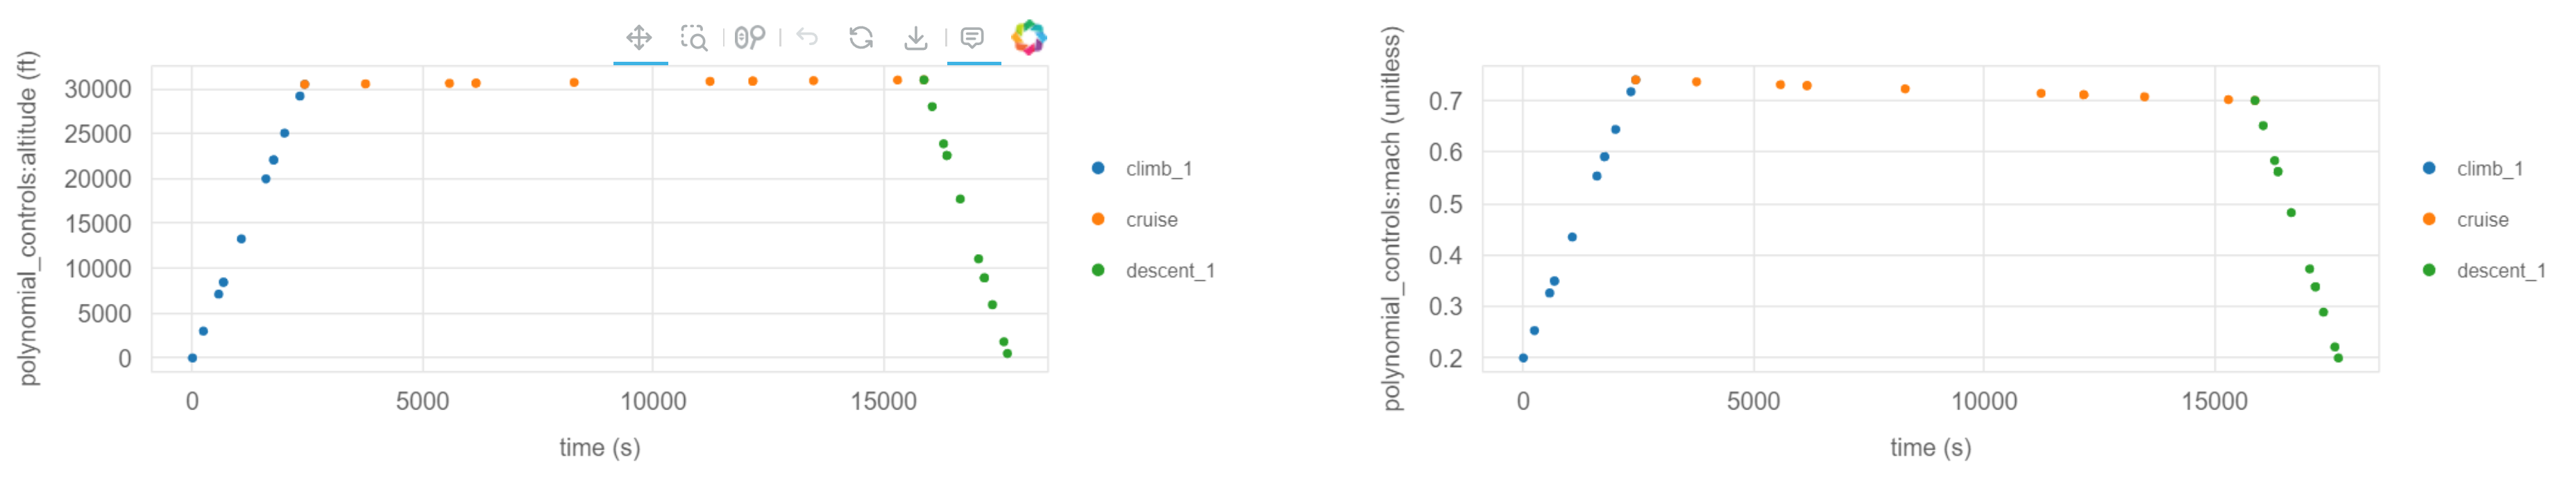 polynomial_controls:altitude (ft)
30000
25000
20000
15000
10000
5000
0
0 5000 10000 15000
time (s)
climb_1
cruise
descent_1
polynomial_controls:mach (unitless)
0.7
0.6
0.5
0.4
0.3
0.2
0 5000 10000 15000
time (s)
climb_1
cruise
descent_1